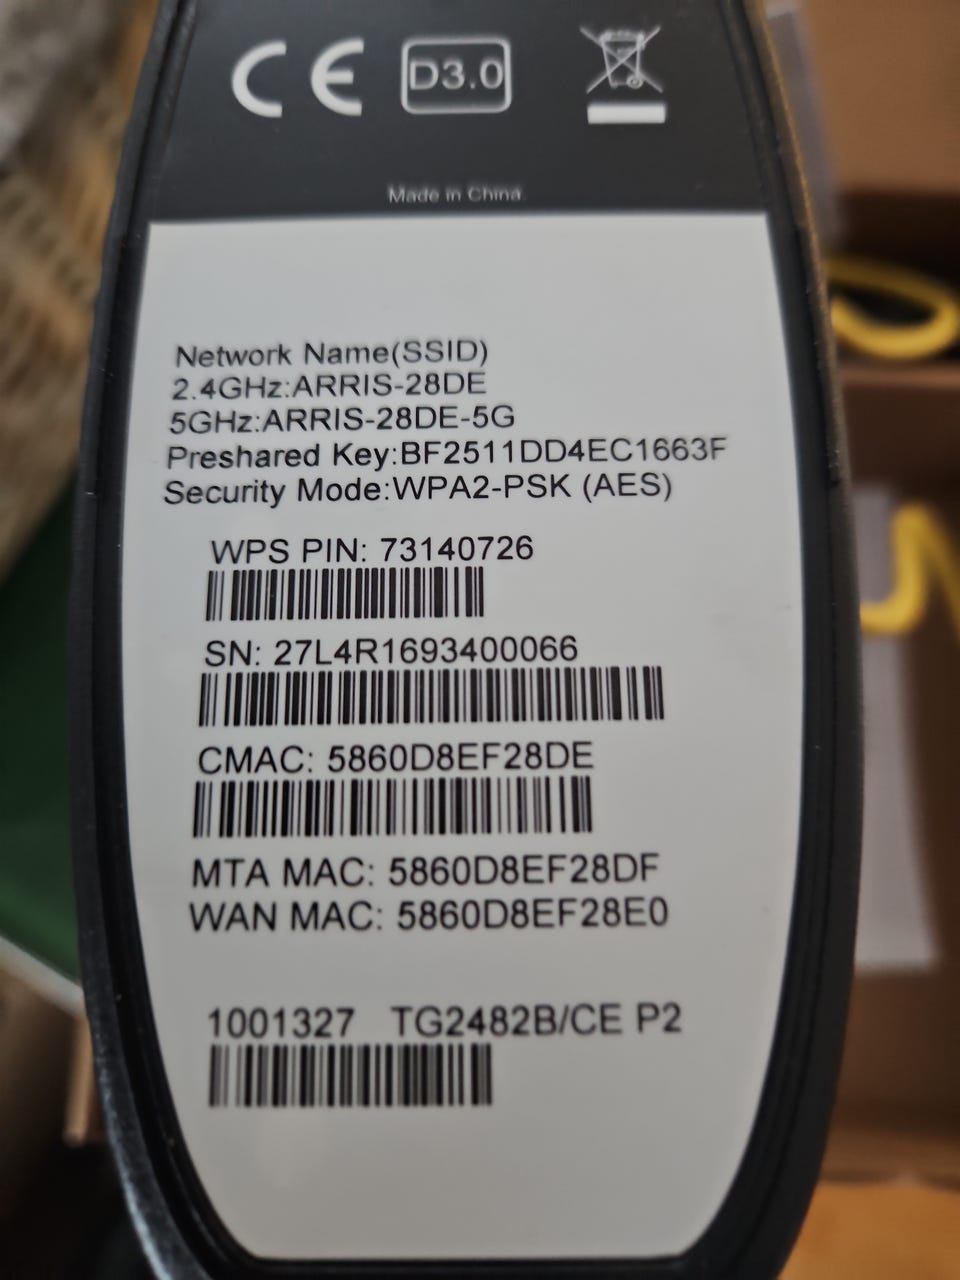 CE D3.0
Made in China
Network Name(SSID)
2.4GHz:ARRIS-28DE
5GHz:ARRIS-28DE-5G
Preshared Key:BF2511DD4EC1663F
Security Mode:WPA2-PSK (AES)
WPS PIN: 73140726
SN: 27L4R1693400066
CMAC: 5860D8EF28DE
MTA MAC: 5860D8EF28DF
WAN MAC: 5860D8EF28E0
1001327 TG2482B/CE P2